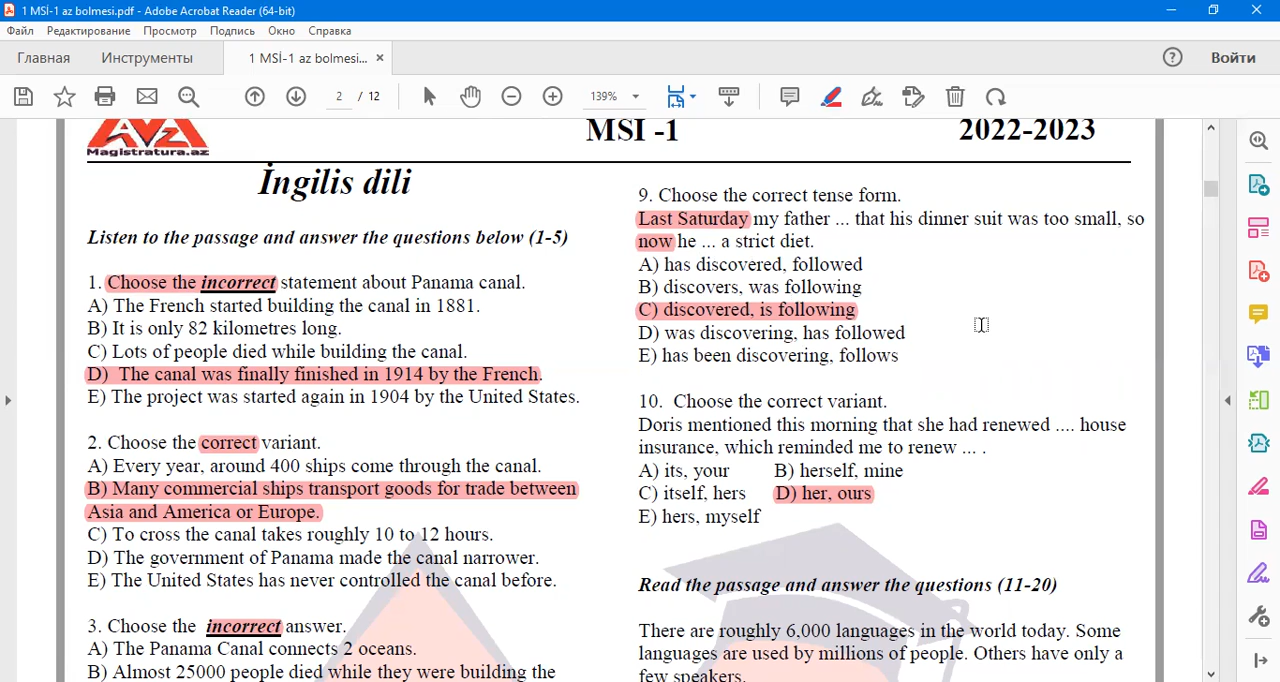 1 MSİ-1 az bolmesi.pdf - Adobe Acrobat Reader (64-bit)
Файл Редактирование Просмотр Подпись Окно Справка
Главная Инструменты 1 MSİ-1 az bolmesi... × Войти
2 / 12 139%
AVZ
Magistratura.az
MSI -1 2022-2023
İngilis dili
Listen to the passage and answer the questions below (1-5)
1. Choose the incorrect statement about Panama canal.
A) The French started building the canal in 1881.
B) It is only 82 kilometres long.
C) Lots of people died while building the canal.
D) The canal was finally finished in 1914 by the French.
E) The project was started again in 1904 by the United States.
2. Choose the correct variant.
A) Every year, around 400 ships come through the canal.
B) Many commercial ships transport goods for trade between
Asia and America or Europe.
C) To cross the canal takes roughly 10 to 12 hours.
D) The government of Panama made the canal narrower.
E) The United States has never controlled the canal before.
3. Choose the incorrect answer.
A) The Panama Canal connects 2 oceans.
B) Almost 25000 people died while they were building the
9. Choose the correct tense form.
Last Saturday my father ... that his dinner suit was too small, so
now he ... a strict diet.
A) has discovered, followed
B) discovers, was following
C) discovered, is following
D) was discovering, has followed
E) has been discovering, follows
10. Choose the correct variant.
Doris mentioned this morning that she had renewed .... house
insurance, which reminded me to renew ... .
A) its, your B) herself, mine
C) itself, hers D) her, ours
E) hers, myself
Read the passage and answer the questions (11-20)
There are roughly 6,000 languages in the world today. Some
languages are used by millions of people. Others have only a
few speakers.